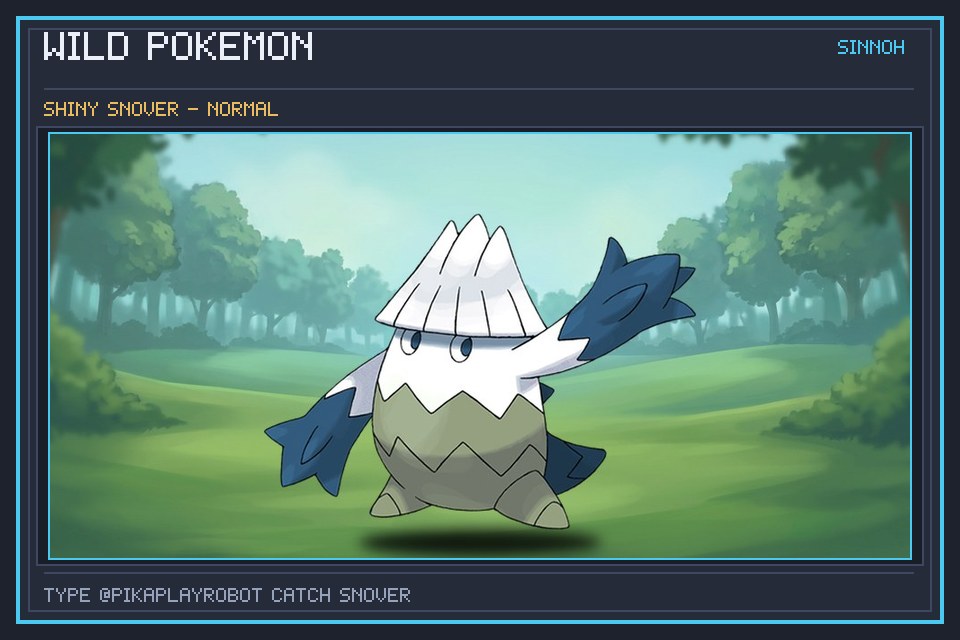 WILD POKEMON
SINNOH
SHINY SNOVER - NORMAL
TYPE @PIKAPLAYROBOT CATCH SNOVER